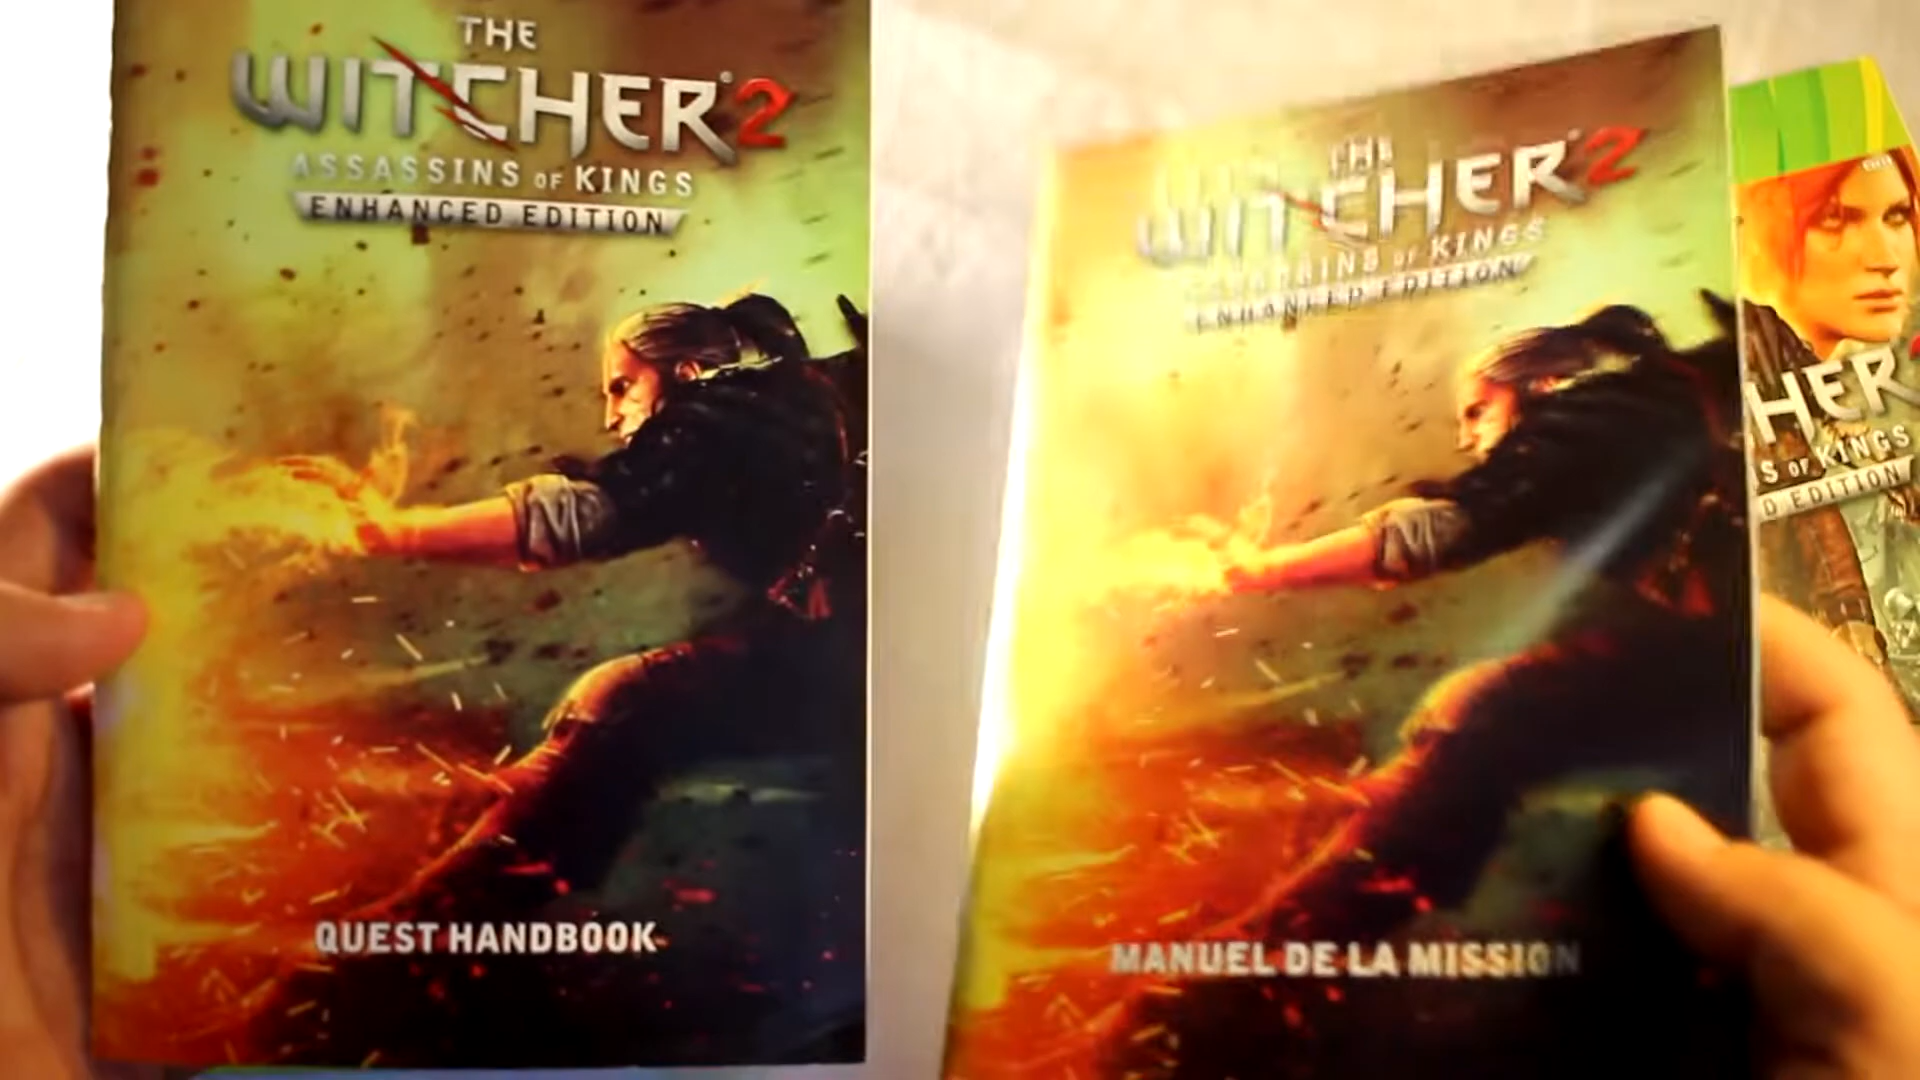 THE
WITCHER 2
ASSASSINS OF KINGS
ENHANCED EDITION
QUEST HANDBOOK
THE
WITCHER 2
ASSASSINS OF KINGS
ENHANCED EDITION
MANUEL DE LA MISSION
HER
S OF KINGS
D EDITION